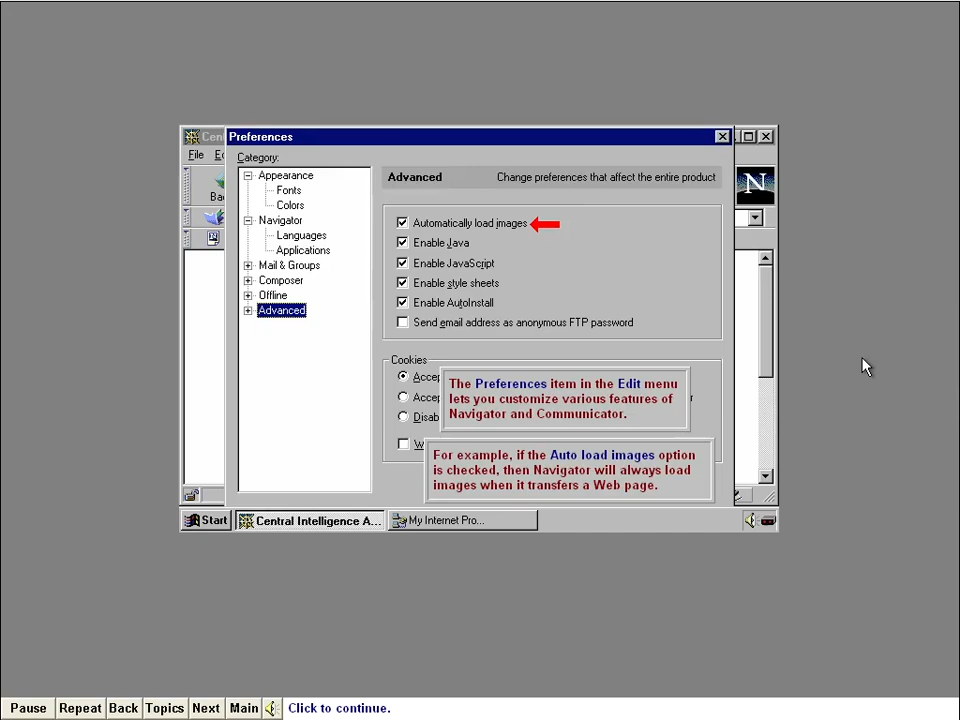 Cen
Preferences
File
Category:
Appearance
Fonts
Colors
Navigator
Languages
Applications
Mail & Groups
Composer
Offline
Advanced
Advanced
Change preferences that affect the entire product
N
Automatically load images
Enable Java
Enable JavaScript
Enable style sheets
Enable AutoInstall
Send email address as anonymous FTP password
Cookies
The Preferences item in the Edit menu
lets you customize various features of
Navigator and Communicator.
For example, if the Auto load images option
is checked, then Navigator will always load
images when it transfers a Web page.
Start
Central Intelligence A...
My Internet Pro...
Pause
Repeat
Back
Topics
Next
Main
Click to continue.